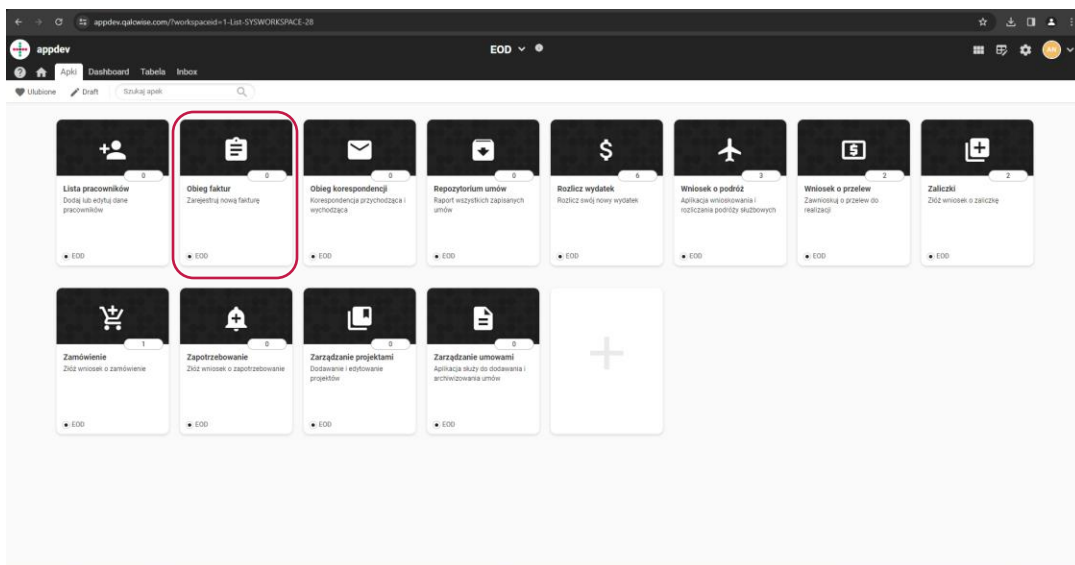 appdev.qalowise.com/?workspaceid=1-List-SYSWORKSPACE-28
appdev
EOD
AN
Apki Dashboard Tabela Inbox
Ulubione Draft Szukaj apek
0 0 0 0 6 3 2 2
Lista pracowników
Dodaj lub edytuj dane
pracowników
EOD
Obieg faktur
Zarejestruj nową fakturę
EOD
Obieg korespondencji
Korespondencja przychodząca i
wychodząca
EOD
Repozytorium umów
Raport wszystkich zapisanych
umów
EOD
Rozlicz wydatek
Rozlicz swój nowy wydatek
EOD
Wniosek o podróż
Aplikacja wnioskowania i
rozliczania podróży służbowych
EOD
Wniosek o przelew
Zawnioskuj o przelew do
realizacji
EOD
Zaliczki
Złóż wniosek o zaliczkę
EOD
1 0 0 0
Zamówienie
Złóż wniosek o zamówienie
EOD
Zapotrzebowanie
Złóż wniosek o zapotrzebowanie
EOD
Zarządzanie projektami
Dodawanie i edytowanie
projektów
EOD
Zarządzanie umowami
Aplikacja służy do dodawania i
archiwizowania umów
EOD